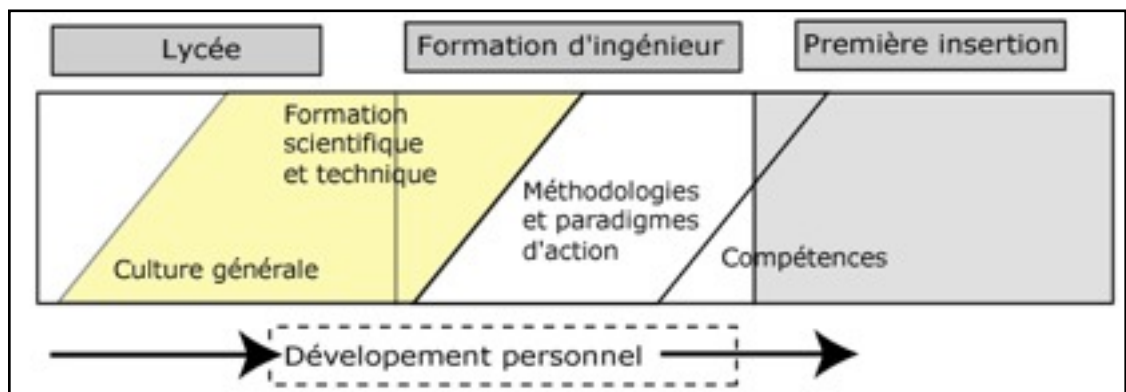 Lycée
Formation d'ingénieur
Première insertion
Formation
scientifique
et technique
Culture générale
Méthodologies
et paradigmes
d'action
Compétences
Dévelopement personnel